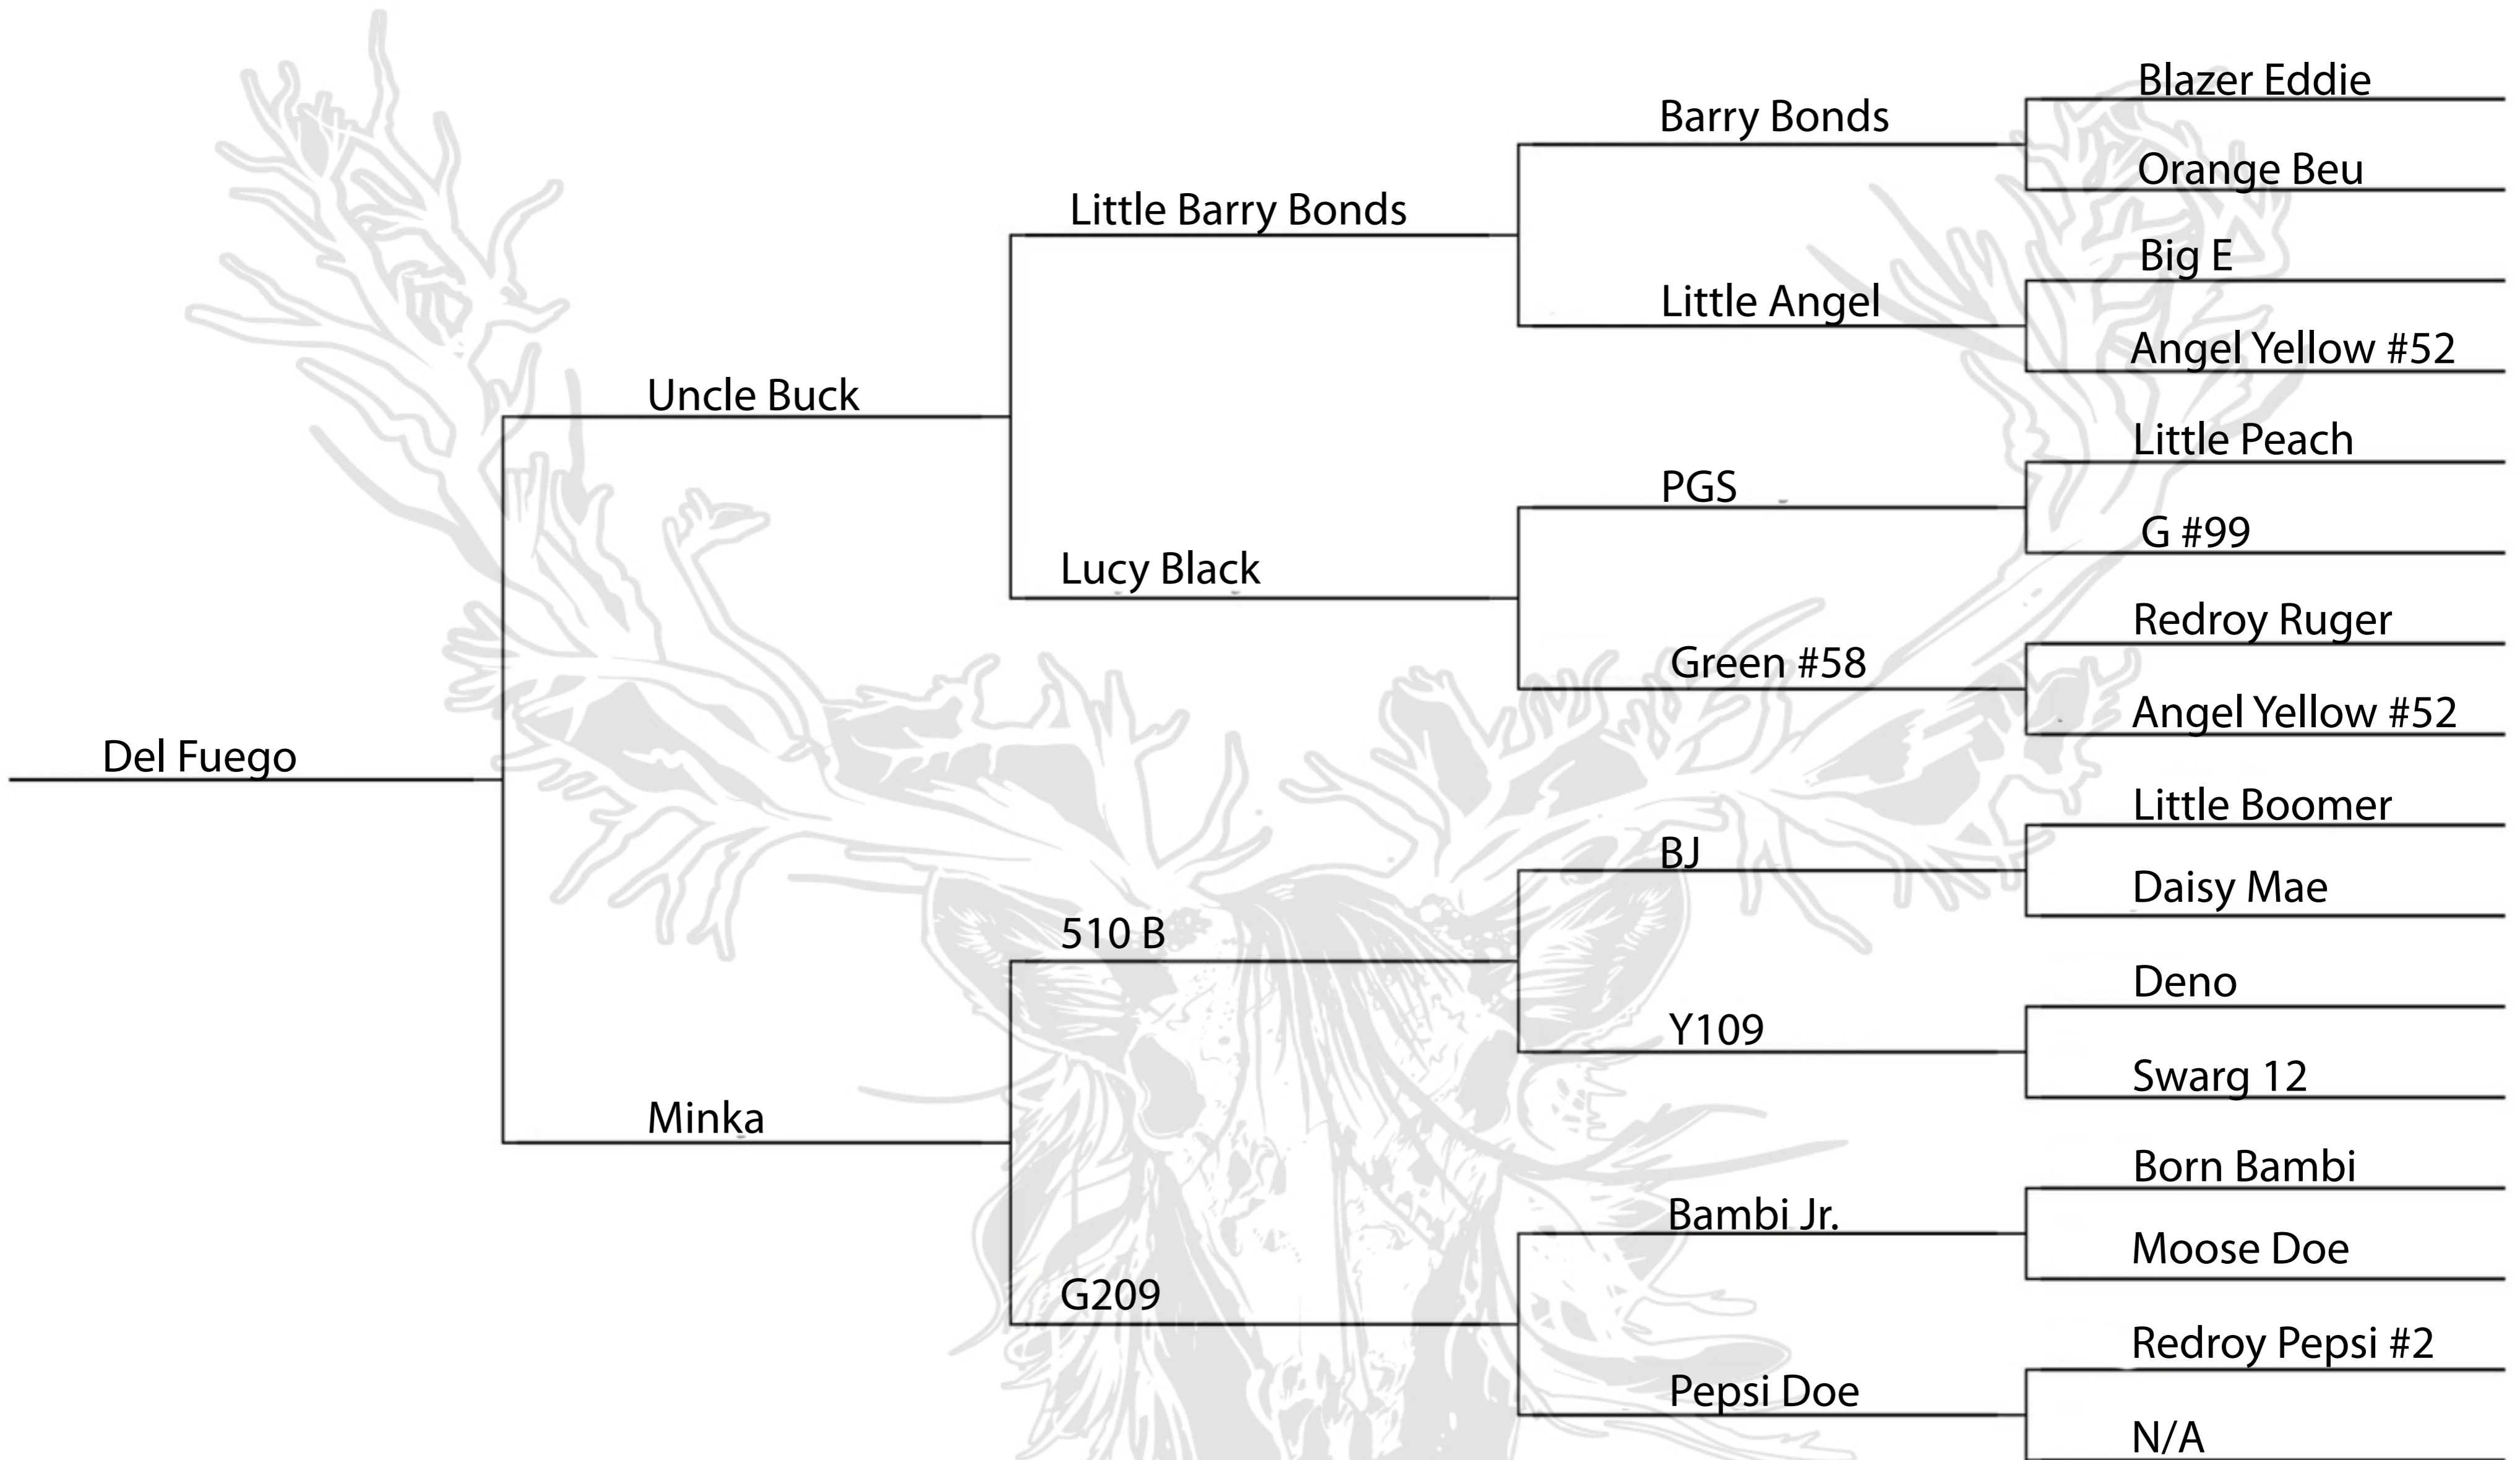 Blazer Eddie
Barry Bonds
Orange Beu
Little Barry Bonds
Big E
Little Angel
Angel Yellow #52
Uncle Buck
Little Peach
PGS
G #99
Lucy Black
Redroy Ruger
Green #58
Angel Yellow #52
Del Fuego
Little Boomer
BJ
Daisy Mae
510 B
Deno
Y109
Swarg 12
Minka
Born Bambi
Bambi Jr.
Moose Doe
G209
Redroy Pepsi #2
Pepsi Doe
N/A